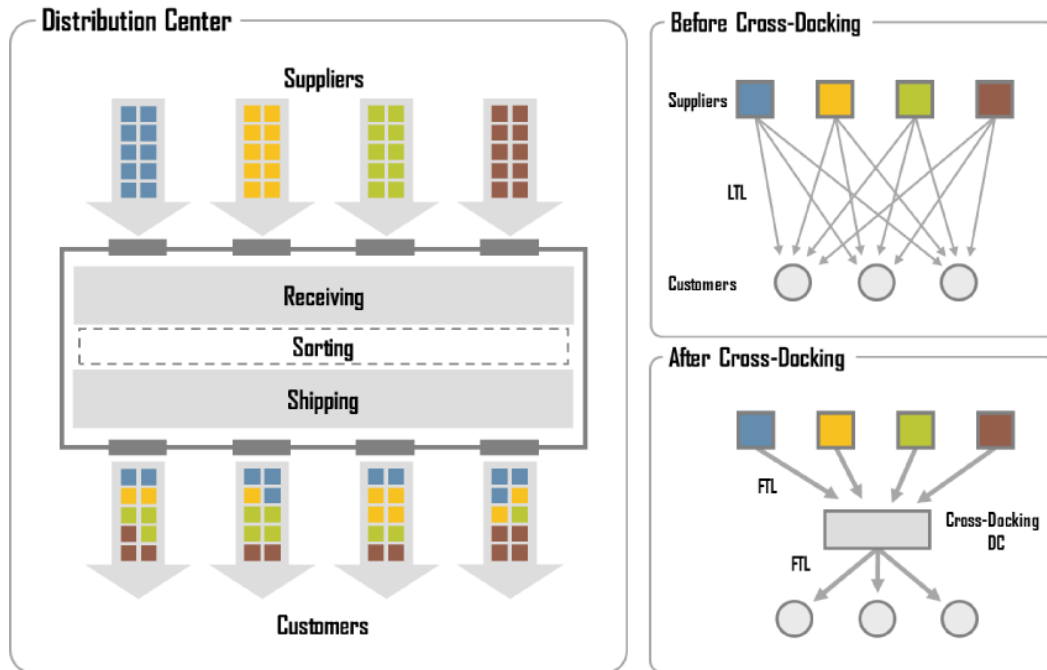 Distribution Center
Suppliers
Receiving
Sorting
Shipping
Customers
Before Cross-Docking
Suppliers
LTL
Customers
After Cross-Docking
FTL
Cross-Docking
DC
FTL